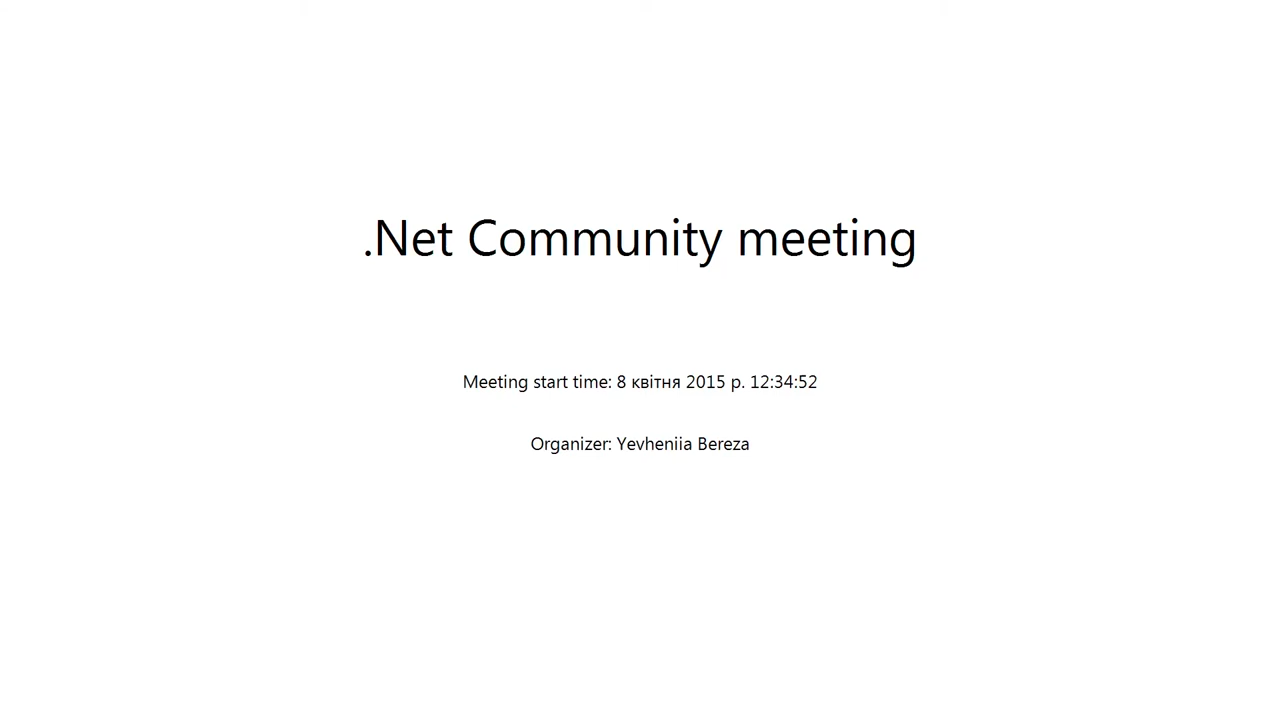 .Net Community meeting
Meeting start time: 8 квітня 2015 р. 12:34:52
Organizer: Yevheniia Bereza